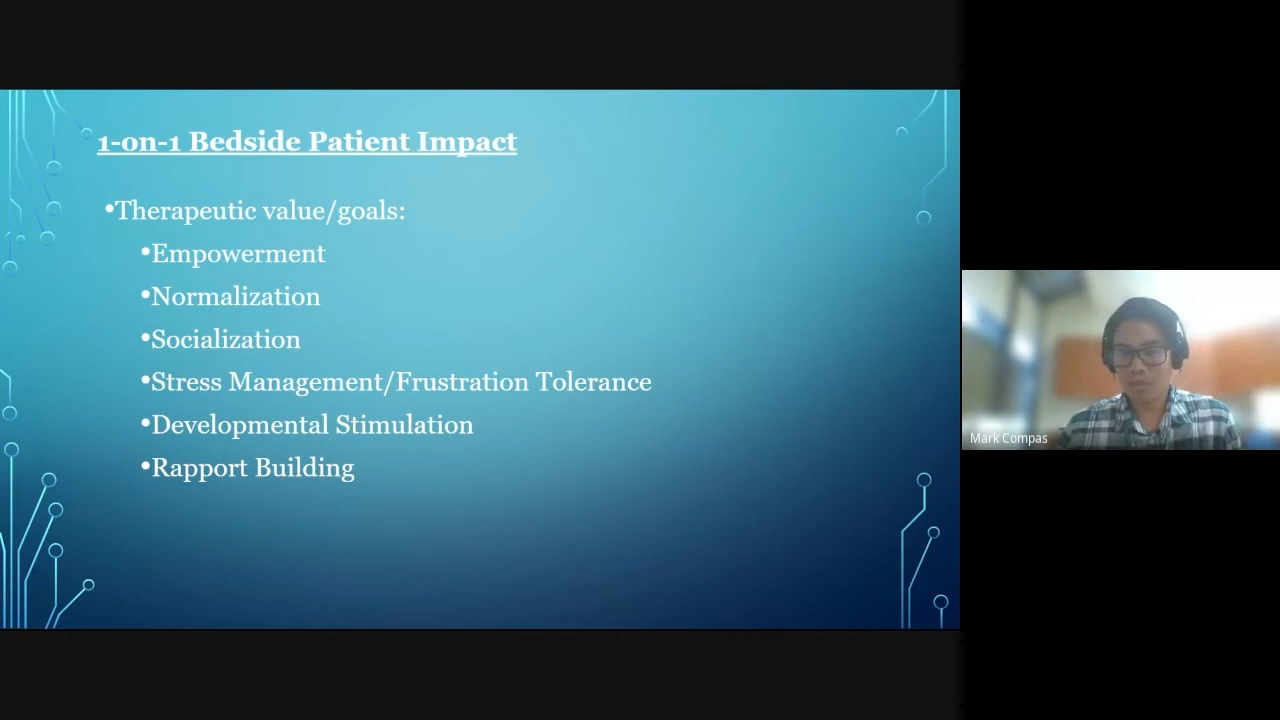 1-on-1 Bedside Patient Impact
•Therapeutic value/goals:
•Empowerment
•Normalization
•Socialization
•Stress Management/Frustration Tolerance
•Developmental Stimulation
•Rapport Building
Mark Compas